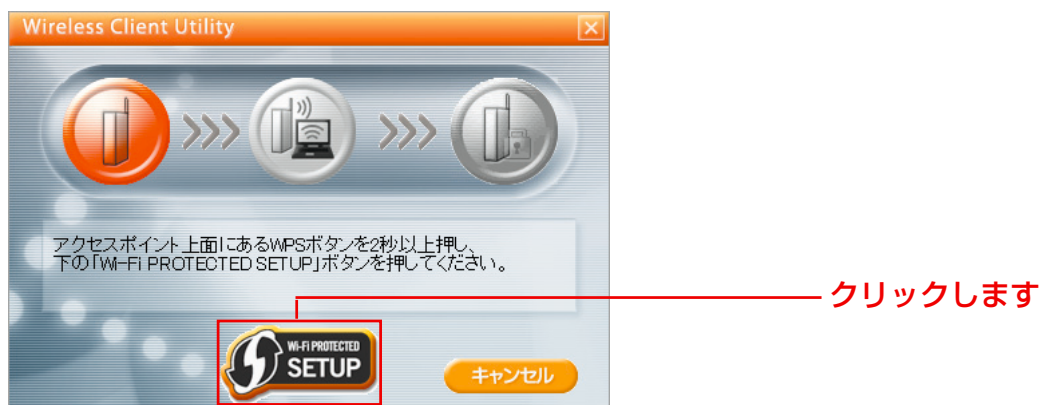 Wireless Client Utility
アクセスポイント上面にあるWPSボタンを2秒以上押し、
下の「Wi-Fi PROTECTED SETUP」ボタンを押してください。
クリックします
Wi-Fi PROTECTED
SETUP
キャンセル